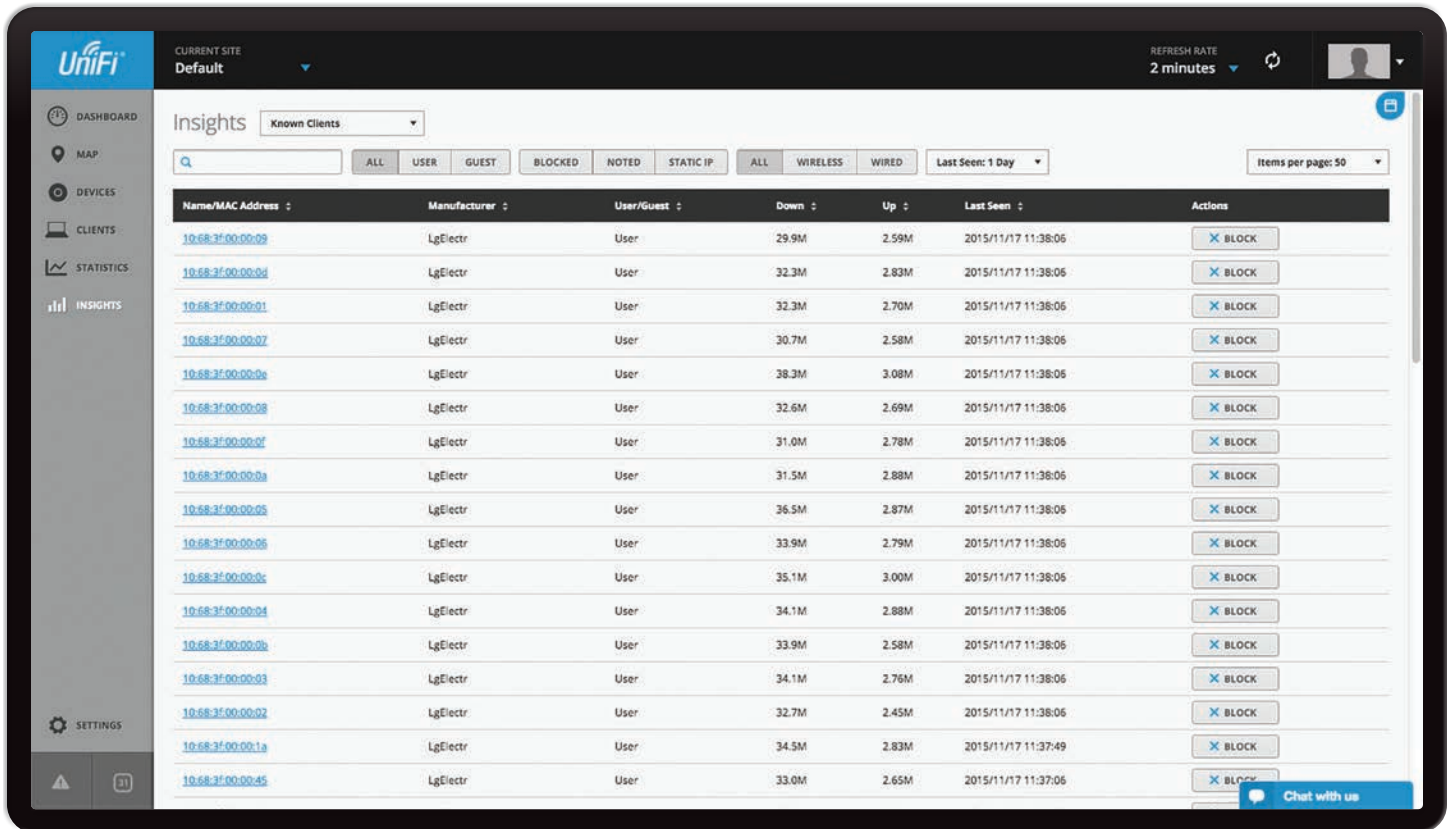 UniFi
CURRENT SITE
Default
REFRESH RATE
2 minutes
DASHBOARD
MAP
DEVICES
CLIENTS
STATISTICS
INSIGHTS
SETTINGS
31
Insights Known Clients
ALL USER GUEST BLOCKED NOTED STATIC IP ALL WIRELESS WIRED Last Seen: 1 Day Items per page: 50
Name/MAC Address Manufacturer User/Guest Down Up Last Seen Actions
10:68:3f:00:00:09 LgElectr User 29.9M 2.59M 2015/11/17 11:38:06 BLOCK
10:68:3f:00:00:0d LgElectr User 32.3M 2.83M 2015/11/17 11:38:06 BLOCK
10:68:3f:00:00:01 LgElectr User 32.3M 2.70M 2015/11/17 11:38:06 BLOCK
10:68:3f:00:00:07 LgElectr User 30.7M 2.58M 2015/11/17 11:38:06 BLOCK
10:68:3f:00:00:0e LgElectr User 38.3M 3.08M 2015/11/17 11:38:06 BLOCK
10:68:3f:00:00:08 LgElectr User 32.6M 2.69M 2015/11/17 11:38:06 BLOCK
10:68:3f:00:00:0f LgElectr User 31.0M 2.78M 2015/11/17 11:38:06 BLOCK
10:68:3f:00:00:0a LgElectr User 31.5M 2.88M 2015/11/17 11:38:06 BLOCK
10:68:3f:00:00:05 LgElectr User 36.5M 2.87M 2015/11/17 11:38:06 BLOCK
10:68:3f:00:00:06 LgElectr User 33.9M 2.79M 2015/11/17 11:38:06 BLOCK
10:68:3f:00:00:0c LgElectr User 35.1M 3.00M 2015/11/17 11:38:06 BLOCK
10:68:3f:00:00:04 LgElectr User 34.1M 2.88M 2015/11/17 11:38:06 BLOCK
10:68:3f:00:00:0b LgElectr User 33.9M 2.58M 2015/11/17 11:38:06 BLOCK
10:68:3f:00:00:03 LgElectr User 34.1M 2.76M 2015/11/17 11:38:06 BLOCK
10:68:3f:00:00:02 LgElectr User 32.7M 2.45M 2015/11/17 11:38:06 BLOCK
10:68:3f:00:00:1a LgElectr User 34.5M 2.83M 2015/11/17 11:37:49 BLOCK
10:68:3f:00:00:45 LgElectr User 33.0M 2.65M 2015/11/17 11:37:06 BLOCK
Chat with us